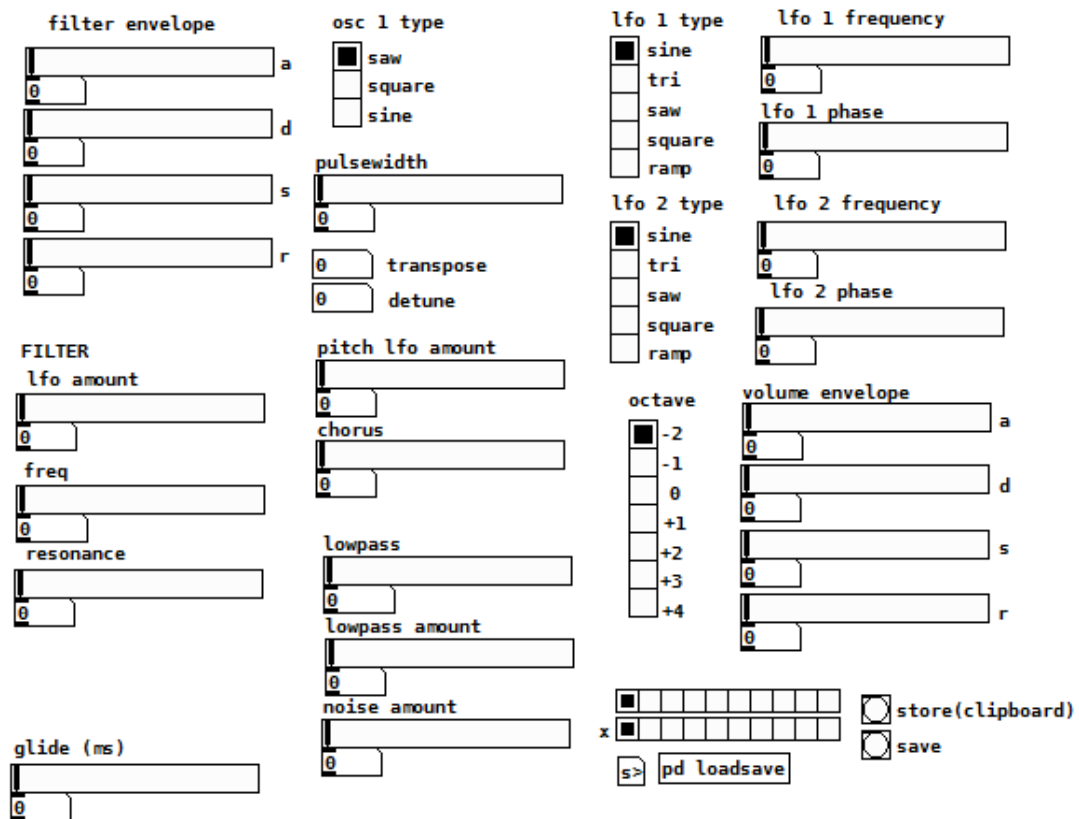 filter envelope
a
0
d
0
s
0
r
0
FILTER
lfo amount
0
freq
0
resonance
0
glide (ms)
0
osc 1 type
saw
square
sine
pulsewidth
0
0 transpose
0 detune
pitch lfo amount
0
chorus
0
lowpass
0
lowpass amount
0
noise amount
0
lfo 1 type
sine
tri
saw
square
ramp
lfo 1 frequency
0
lfo 1 phase
0
lfo 2 type
sine
tri
saw
square
ramp
lfo 2 frequency
0
lfo 2 phase
0
octave
-2
-1
0
+1
+2
+3
+4
volume envelope
a
0
d
0
s
0
r
0
x
s> pd loadsave
store(clipboard)
save